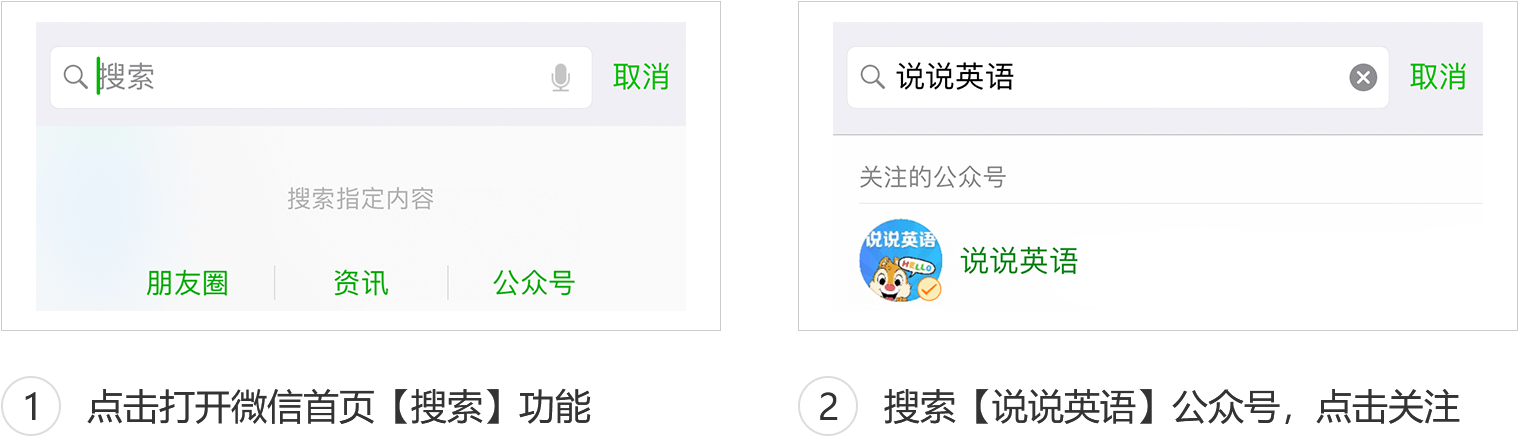 搜索
取消
搜索指定内容
朋友圈
资讯
公众号
1 点击打开微信首页【搜索】功能
说说英语
取消
关注的公众号
说说英语
HELLO
说说英语
2 搜索【说说英语】公众号，点击关注